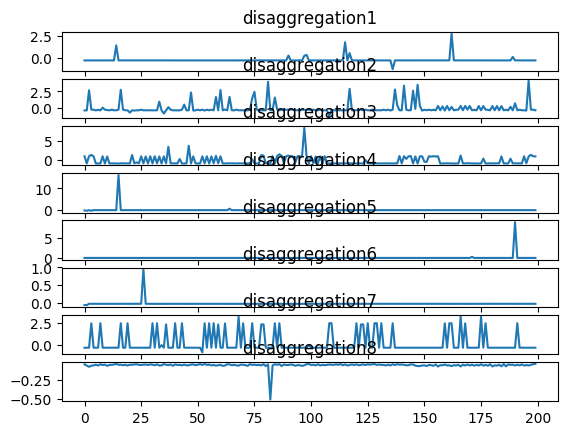 disaggregation1
2.5
0.0
disaggregation2
2.5
0.0
disaggregation3
5
0
disaggregation4
10
0
disaggregation5
5
0
disaggregation6
1.0
0.5
0.0
disaggregation7
2.5
0.0
disaggregation8
−0.25
−0.50
0 25 50 75 100 125 150 175 200